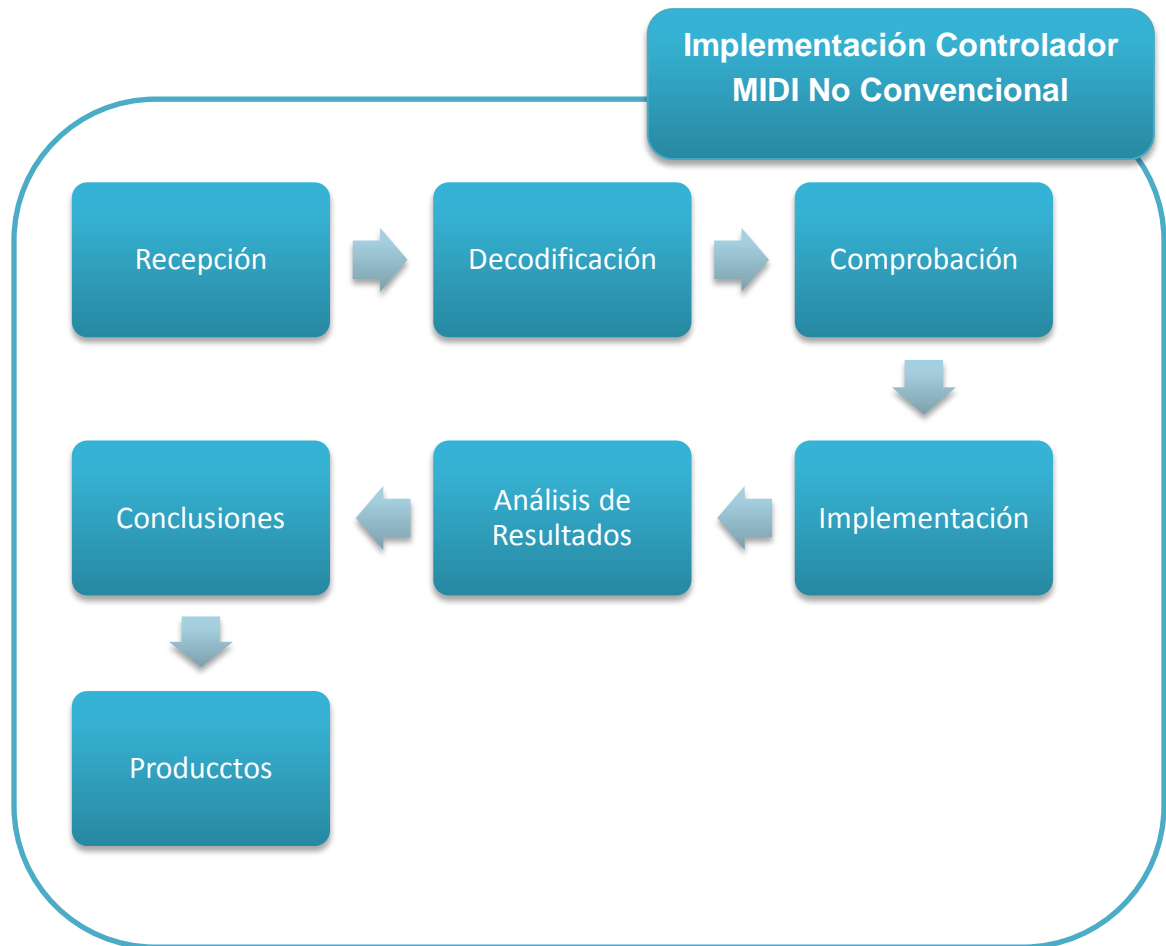 Implementación Controlador
MIDI No Convencional
Recepción
Decodificación
Comprobación
Implementación
Análisis de
Resultados
Conclusiones
Producctos